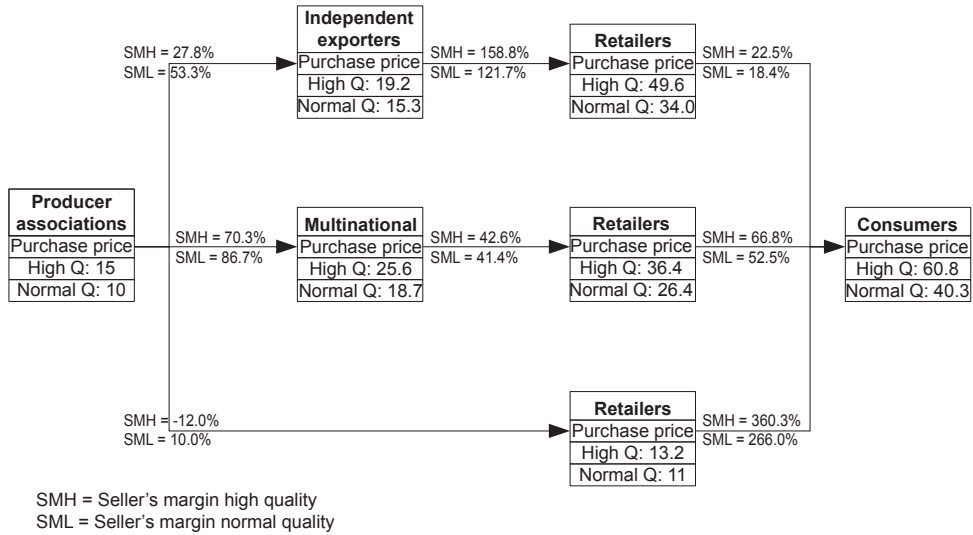 Independent
exporters
Purchase price
High Q: 19.2
Normal Q: 15.3
SMH = 27.8%
SML = 53.3%
SMH = 158.8%
SML = 121.7%
Retailers
Purchase price
High Q: 49.6
Normal Q: 34.0
SMH = 22.5%
SML = 18.4%
Producer
associations
Purchase price
High Q: 15
Normal Q: 10
SMH = 70.3%
SML = 86.7%
Multinational
Purchase price
High Q: 25.6
Normal Q: 18.7
SMH = 42.6%
SML = 41.4%
Retailers
Purchase price
High Q: 36.4
Normal Q: 26.4
SMH = 66.8%
SML = 52.5%
Consumers
Purchase price
High Q: 60.8
Normal Q: 40.3
SMH = -12.0%
SML = 10.0%
Retailers
Purchase price
High Q: 13.2
Normal Q: 11
SMH = 360.3%
SML = 266.0%
SMH = Seller's margin high quality
SML = Seller's margin normal quality